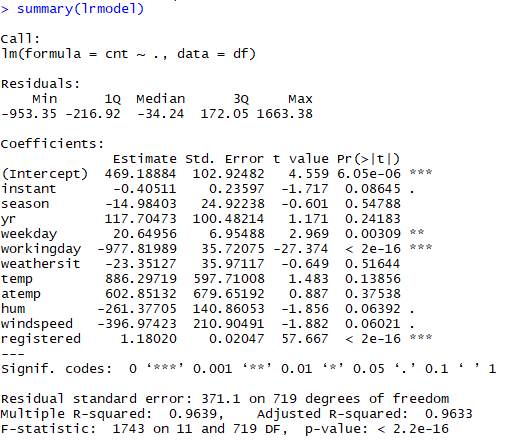 > summary(lrmodel)
Call:
lm(formula = cnt ~ ., data = df)
Residuals:
    Min      1Q  Median      3Q     Max
-953.35 -216.92  -34.24  172.05 1663.38
Coefficients:
              Estimate Std. Error t value Pr(>|t|)
(Intercept)  469.18884  102.92482   4.559 6.05e-06 ***
instant       -0.40511    0.23597  -1.717  0.08645 .
season       -14.98403   24.92238  -0.601  0.54788
yr           117.70473  100.48214   1.171  0.24183
weekday       20.64956    6.95488   2.969  0.00309 **
workingday  -977.81989   35.72075 -27.374  < 2e-16 ***
weathersit   -23.35127   35.97117  -0.649  0.51644
temp         886.29719  597.71008   1.483  0.13856
atemp        602.85132  679.65192   0.887  0.37538
hum         -261.37705  140.86053  -1.856  0.06392 .
windspeed   -396.97423  210.90491  -1.882  0.06021 .
registered     1.18020    0.02047  57.667  < 2e-16 ***
---
Signif. codes:  0 ‘***’ 0.001 ‘**’ 0.01 ‘*’ 0.05 ‘.’ 0.1 ‘ ’ 1
Residual standard error: 371.1 on 719 degrees of freedom
Multiple R-squared:  0.9639,    Adjusted R-squared:  0.9633
F-statistic:  1743 on 11 and 719 DF,  p-value: < 2.2e-16